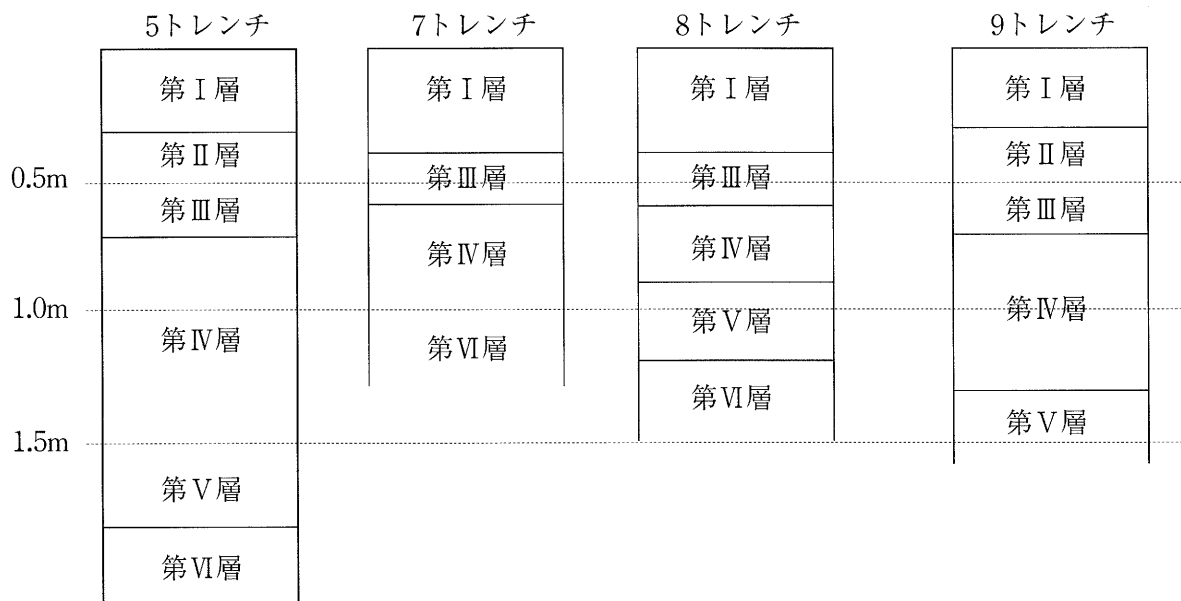 5トレンチ 7トレンチ 8トレンチ 9トレンチ
第Ⅰ層 第Ⅰ層 第Ⅰ層 第Ⅰ層
第Ⅱ層 第Ⅱ層
0.5m 第Ⅲ層 第Ⅲ層
第Ⅲ層 第Ⅲ層
第Ⅳ層 第Ⅳ層
1.0m 第Ⅳ層
第Ⅴ層
第Ⅳ層 第Ⅵ層
第Ⅵ層
第Ⅴ層
1.5m
第Ⅴ層
第Ⅵ層